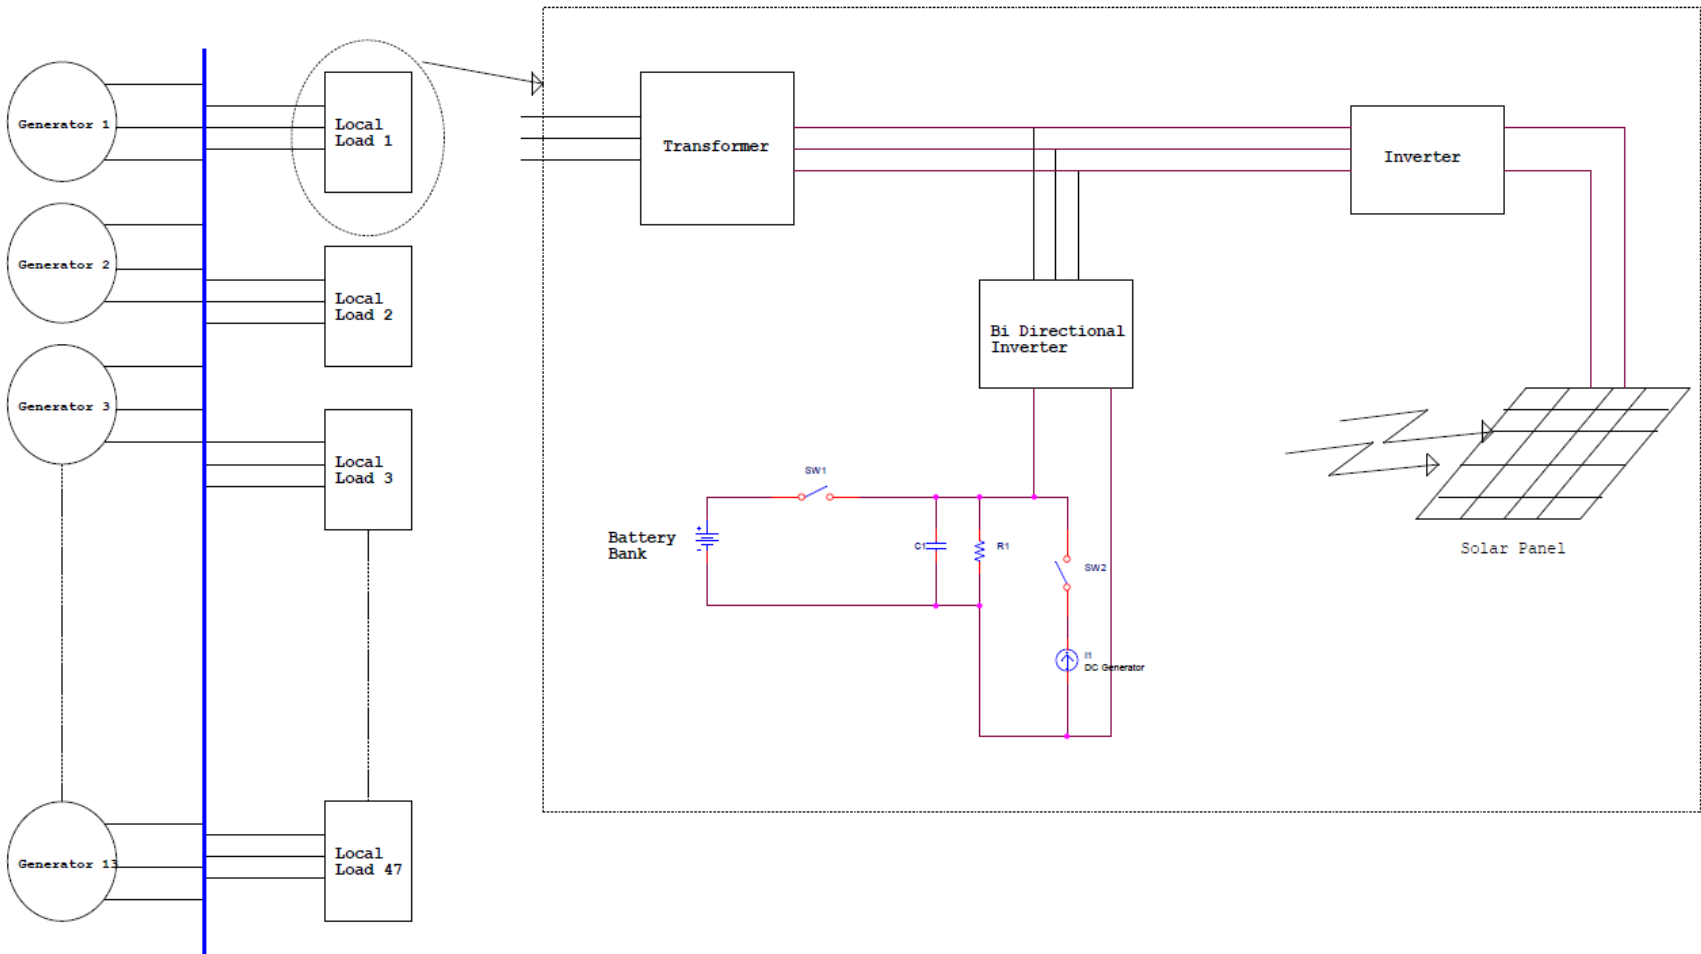 Generator 1
Generator 2
Generator 3
Generator 13
Local
Load 1
Local
Load 2
Local
Load 3
Local
Load 47
Transformer
Inverter
Bi Directional
Inverter
SW1
Battery
Bank
+
-
C1
R1
SW2
I1
DC Generator
Solar Panel